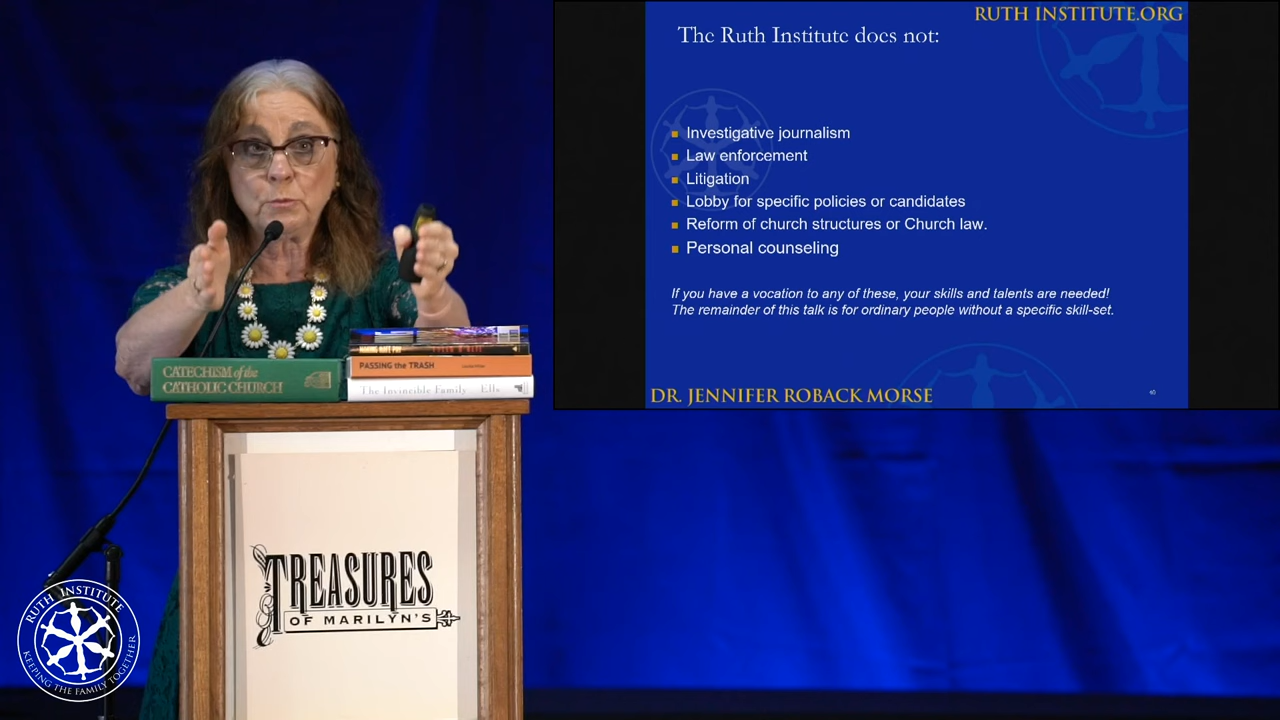 RUTH INSTITUTE.ORG
The Ruth Institute does not:
Investigative journalism
Law enforcement
Litigation
Lobby for specific policies or candidates
Reform of church structures or Church law.
Personal counseling
If you have a vocation to any of these, your skills and talents are needed!
The remainder of this talk is for ordinary people without a specific skill-set.
DR. JENNIFER ROBACK MORSE
CATECHISM of the
CATHOLIC CHURCH
PASSING the TRASH
The Invincible Family
TREASURES
OF MARILYN'S
RUTH INSTITUTE
KEEPING THE FAMILY TOGETHER